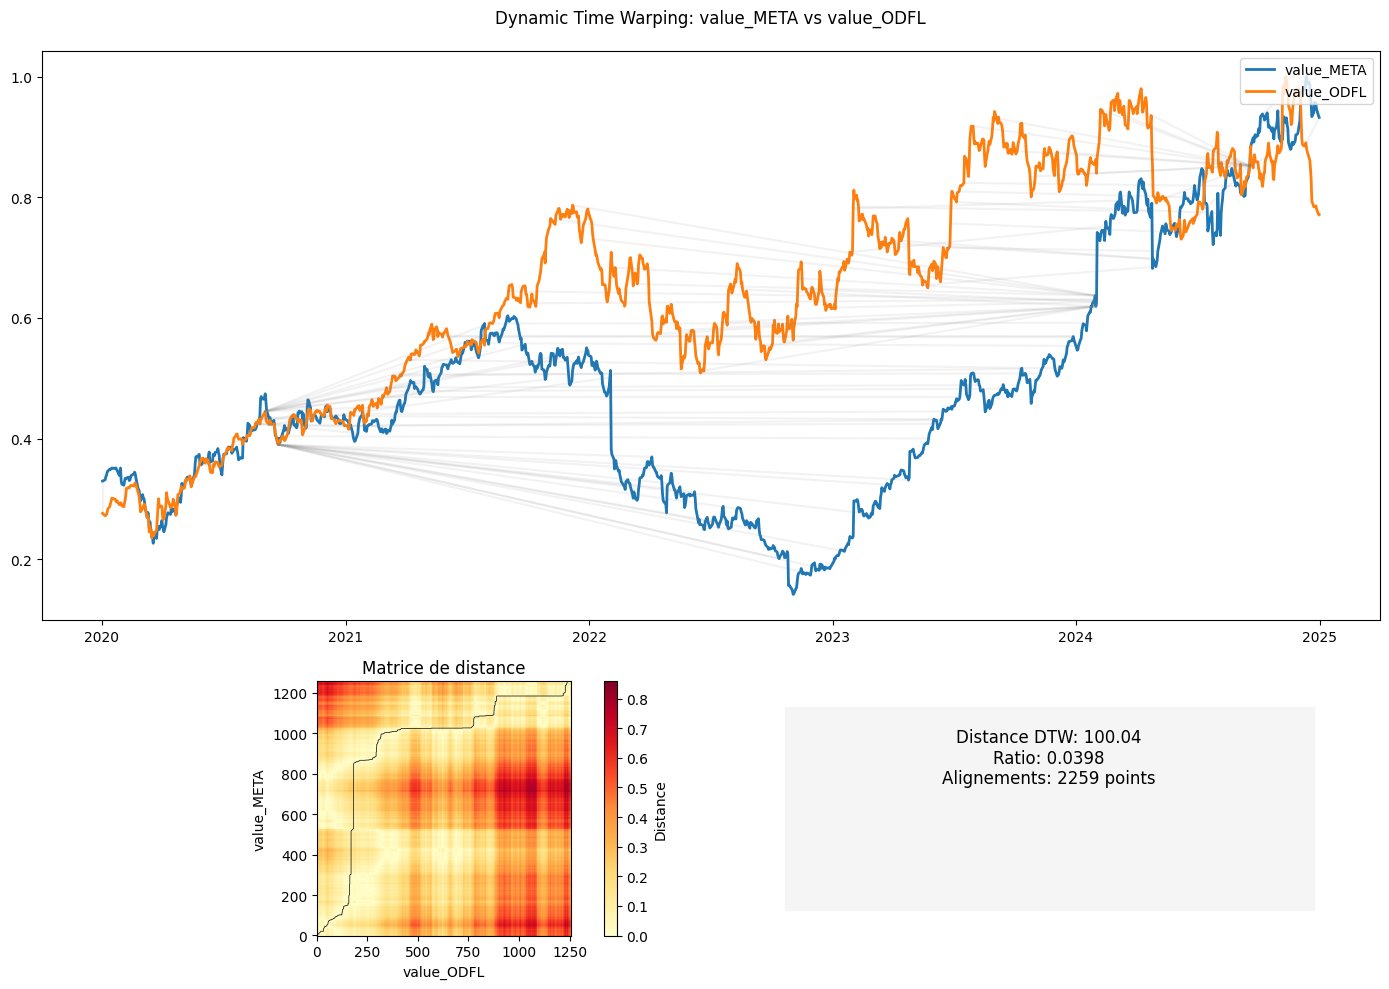 Dynamic Time Warping: value_META vs value_ODFL
value_META
value_ODFL
1.0
0.8
0.6
0.4
0.2
2020 2021 2022 2023 2024 2025
Matrice de distance
value_META
1200
1000
800
600
400
200
0
0 250 500 750 1000 1250
value_ODFL
0.8
0.7
0.6
0.5
0.4
0.3
0.2
0.1
0.0
Distance
Distance DTW: 100.04
Ratio: 0.0398
Alignements: 2259 points